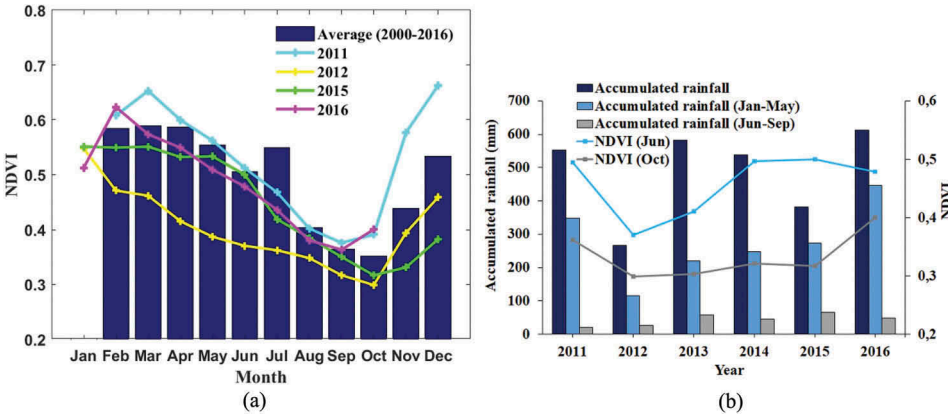 0.8
0.7
0.6
0.5
0.4
0.3
0.2
NDVI
Average (2000-2016)
2011
2012
2015
2016
Jan Feb Mar Apr May Jun Jul Aug Sep Oct Nov Dec
Month
(a)
Accumulated rainfall
Accumulated rainfall (Jan-May)
Accumulated rainfall (Jun-Sep)
NDVI (Jun)
NDVI (Oct)
700
600
500
400
300
200
100
0
Accumulated rainfall (mm)
0,6
0,5
0,4
0,3
0,2
NDVI
2011 2012 2013 2014 2015 2016
Year
(b)